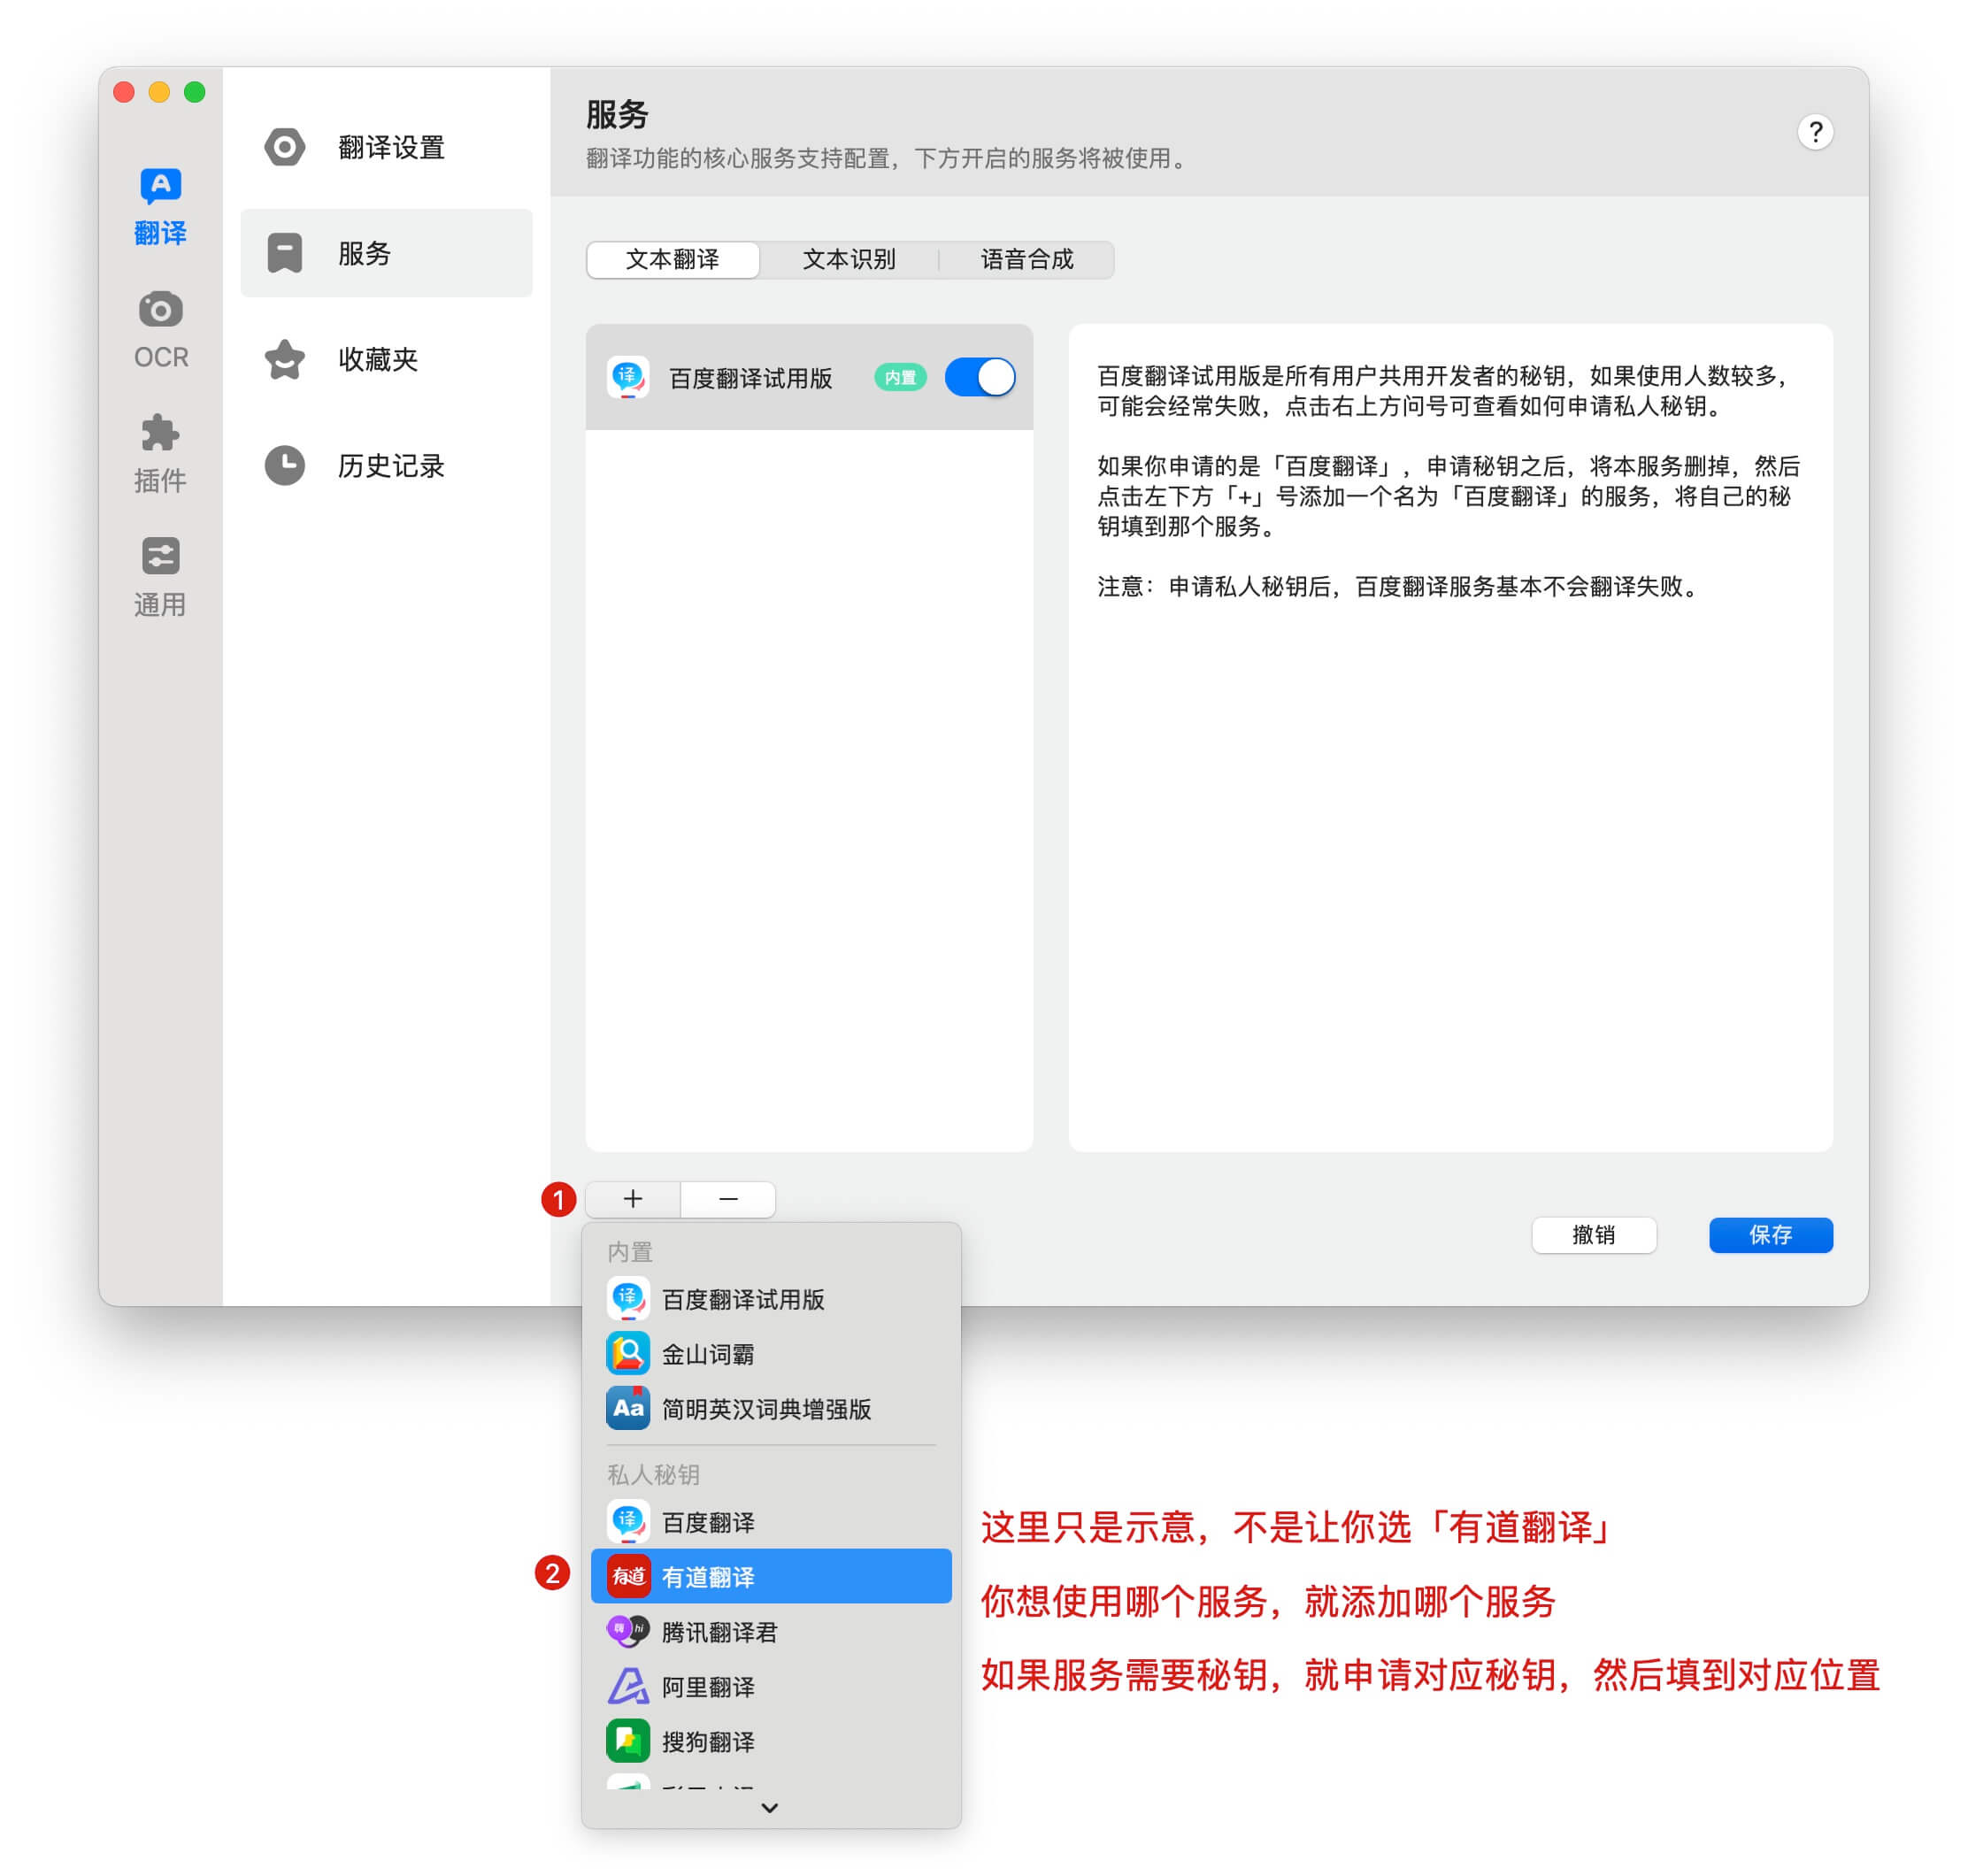 翻译
OCR
插件
通用
翻译设置
服务
收藏夹
历史记录
服务
翻译功能的核心服务支持配置，下方开启的服务将被使用。
?
文本翻译
文本识别
语音合成
译
百度翻译试用版
内置
百度翻译试用版是所有用户共用开发者的秘钥，如果使用人数较多，
可能会经常失败，点击右上方问号可查看如何申请私人秘钥。
如果你申请的是「百度翻译」，申请秘钥之后，将本服务删掉，然后
点击左下方「+」号添加一个名为「百度翻译」的服务，将自己的秘
钥填到那个服务。
注意：申请私人秘钥后，百度翻译服务基本不会翻译失败。
1
+
—
撤销
保存
内置
译
百度翻译试用版
金山词霸
Aa
简明英汉词典增强版
私人秘钥
译
百度翻译
2
有道
有道翻译
嗨 hi
腾讯翻译君
阿里翻译
搜狗翻译
这里只是示意，不是让你选「有道翻译」
你想使用哪个服务，就添加哪个服务
如果服务需要秘钥，就申请对应秘钥，然后填到对应位置